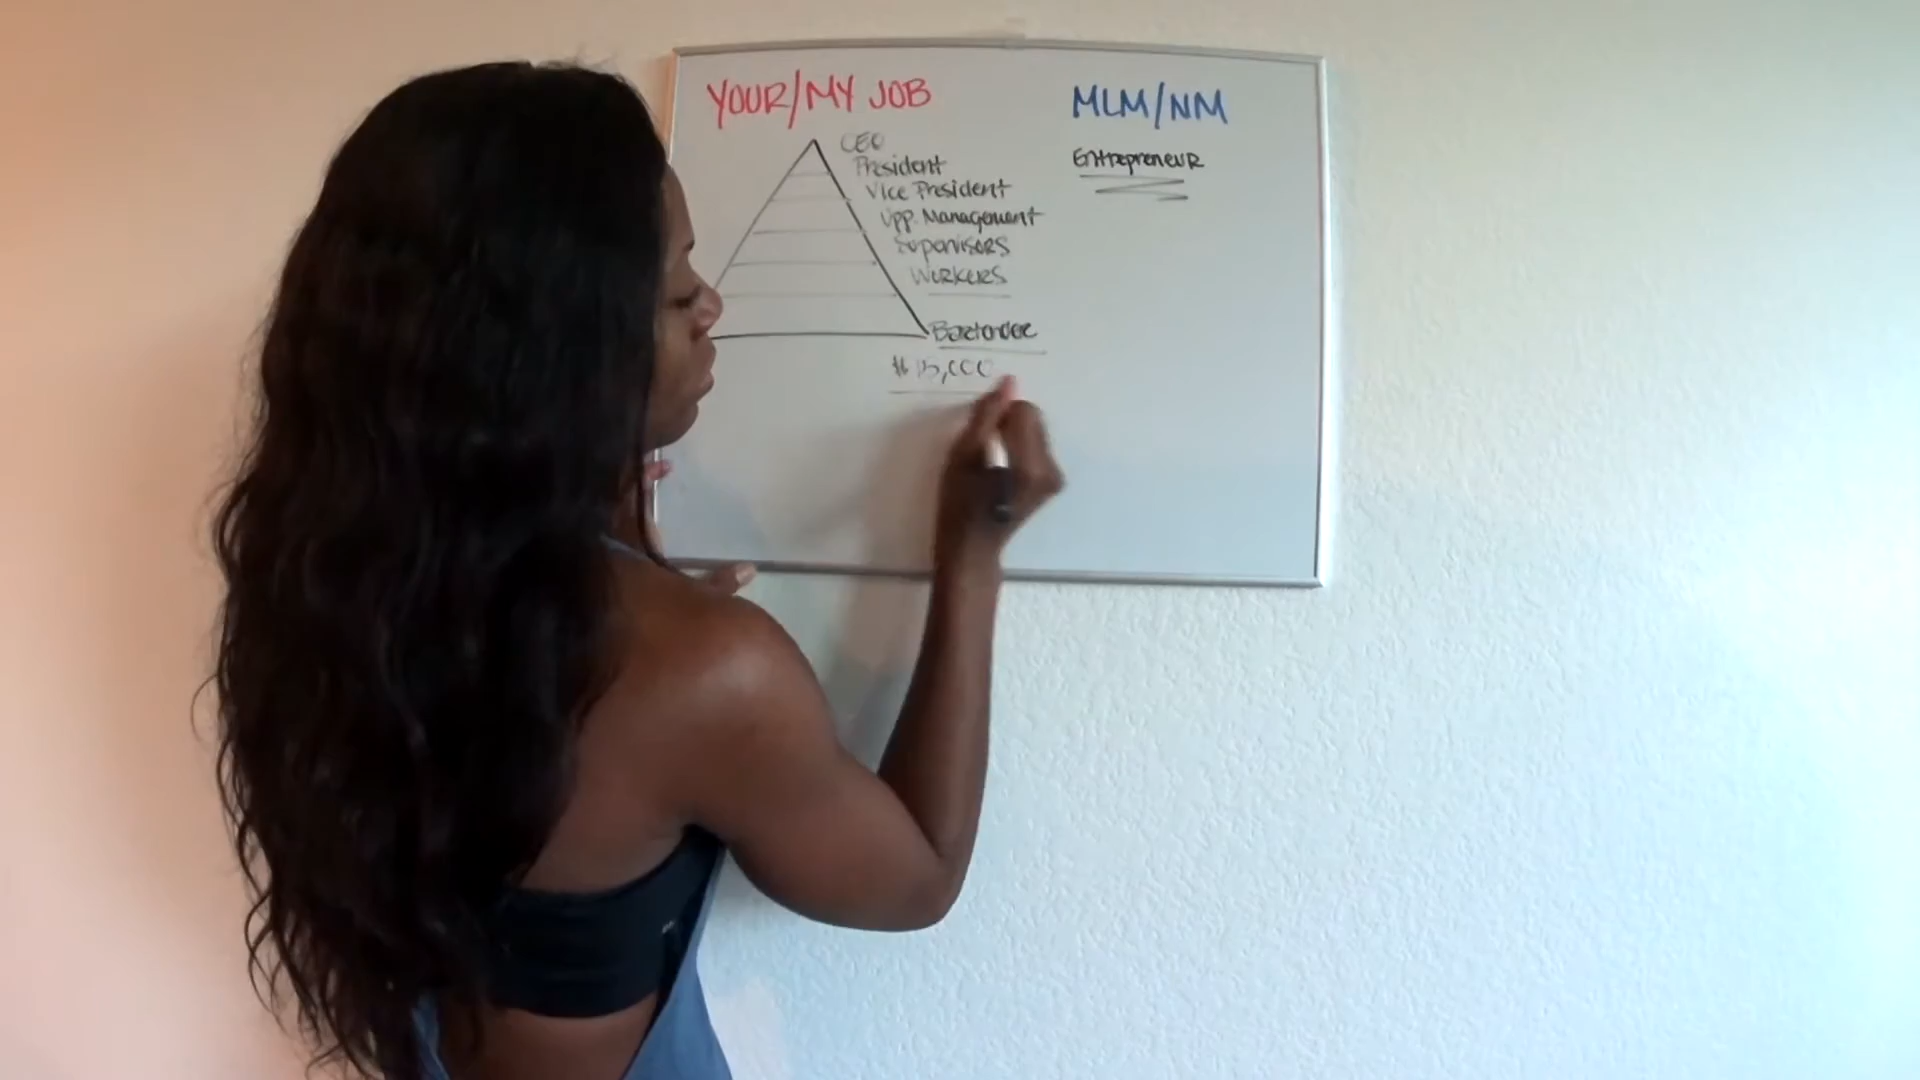 YOUR/MY JOB
CEO
President
Vice President
Upp. Management
Supervisors
Workers
Bartender
$15,000
MLM/NM
Entrepreneur